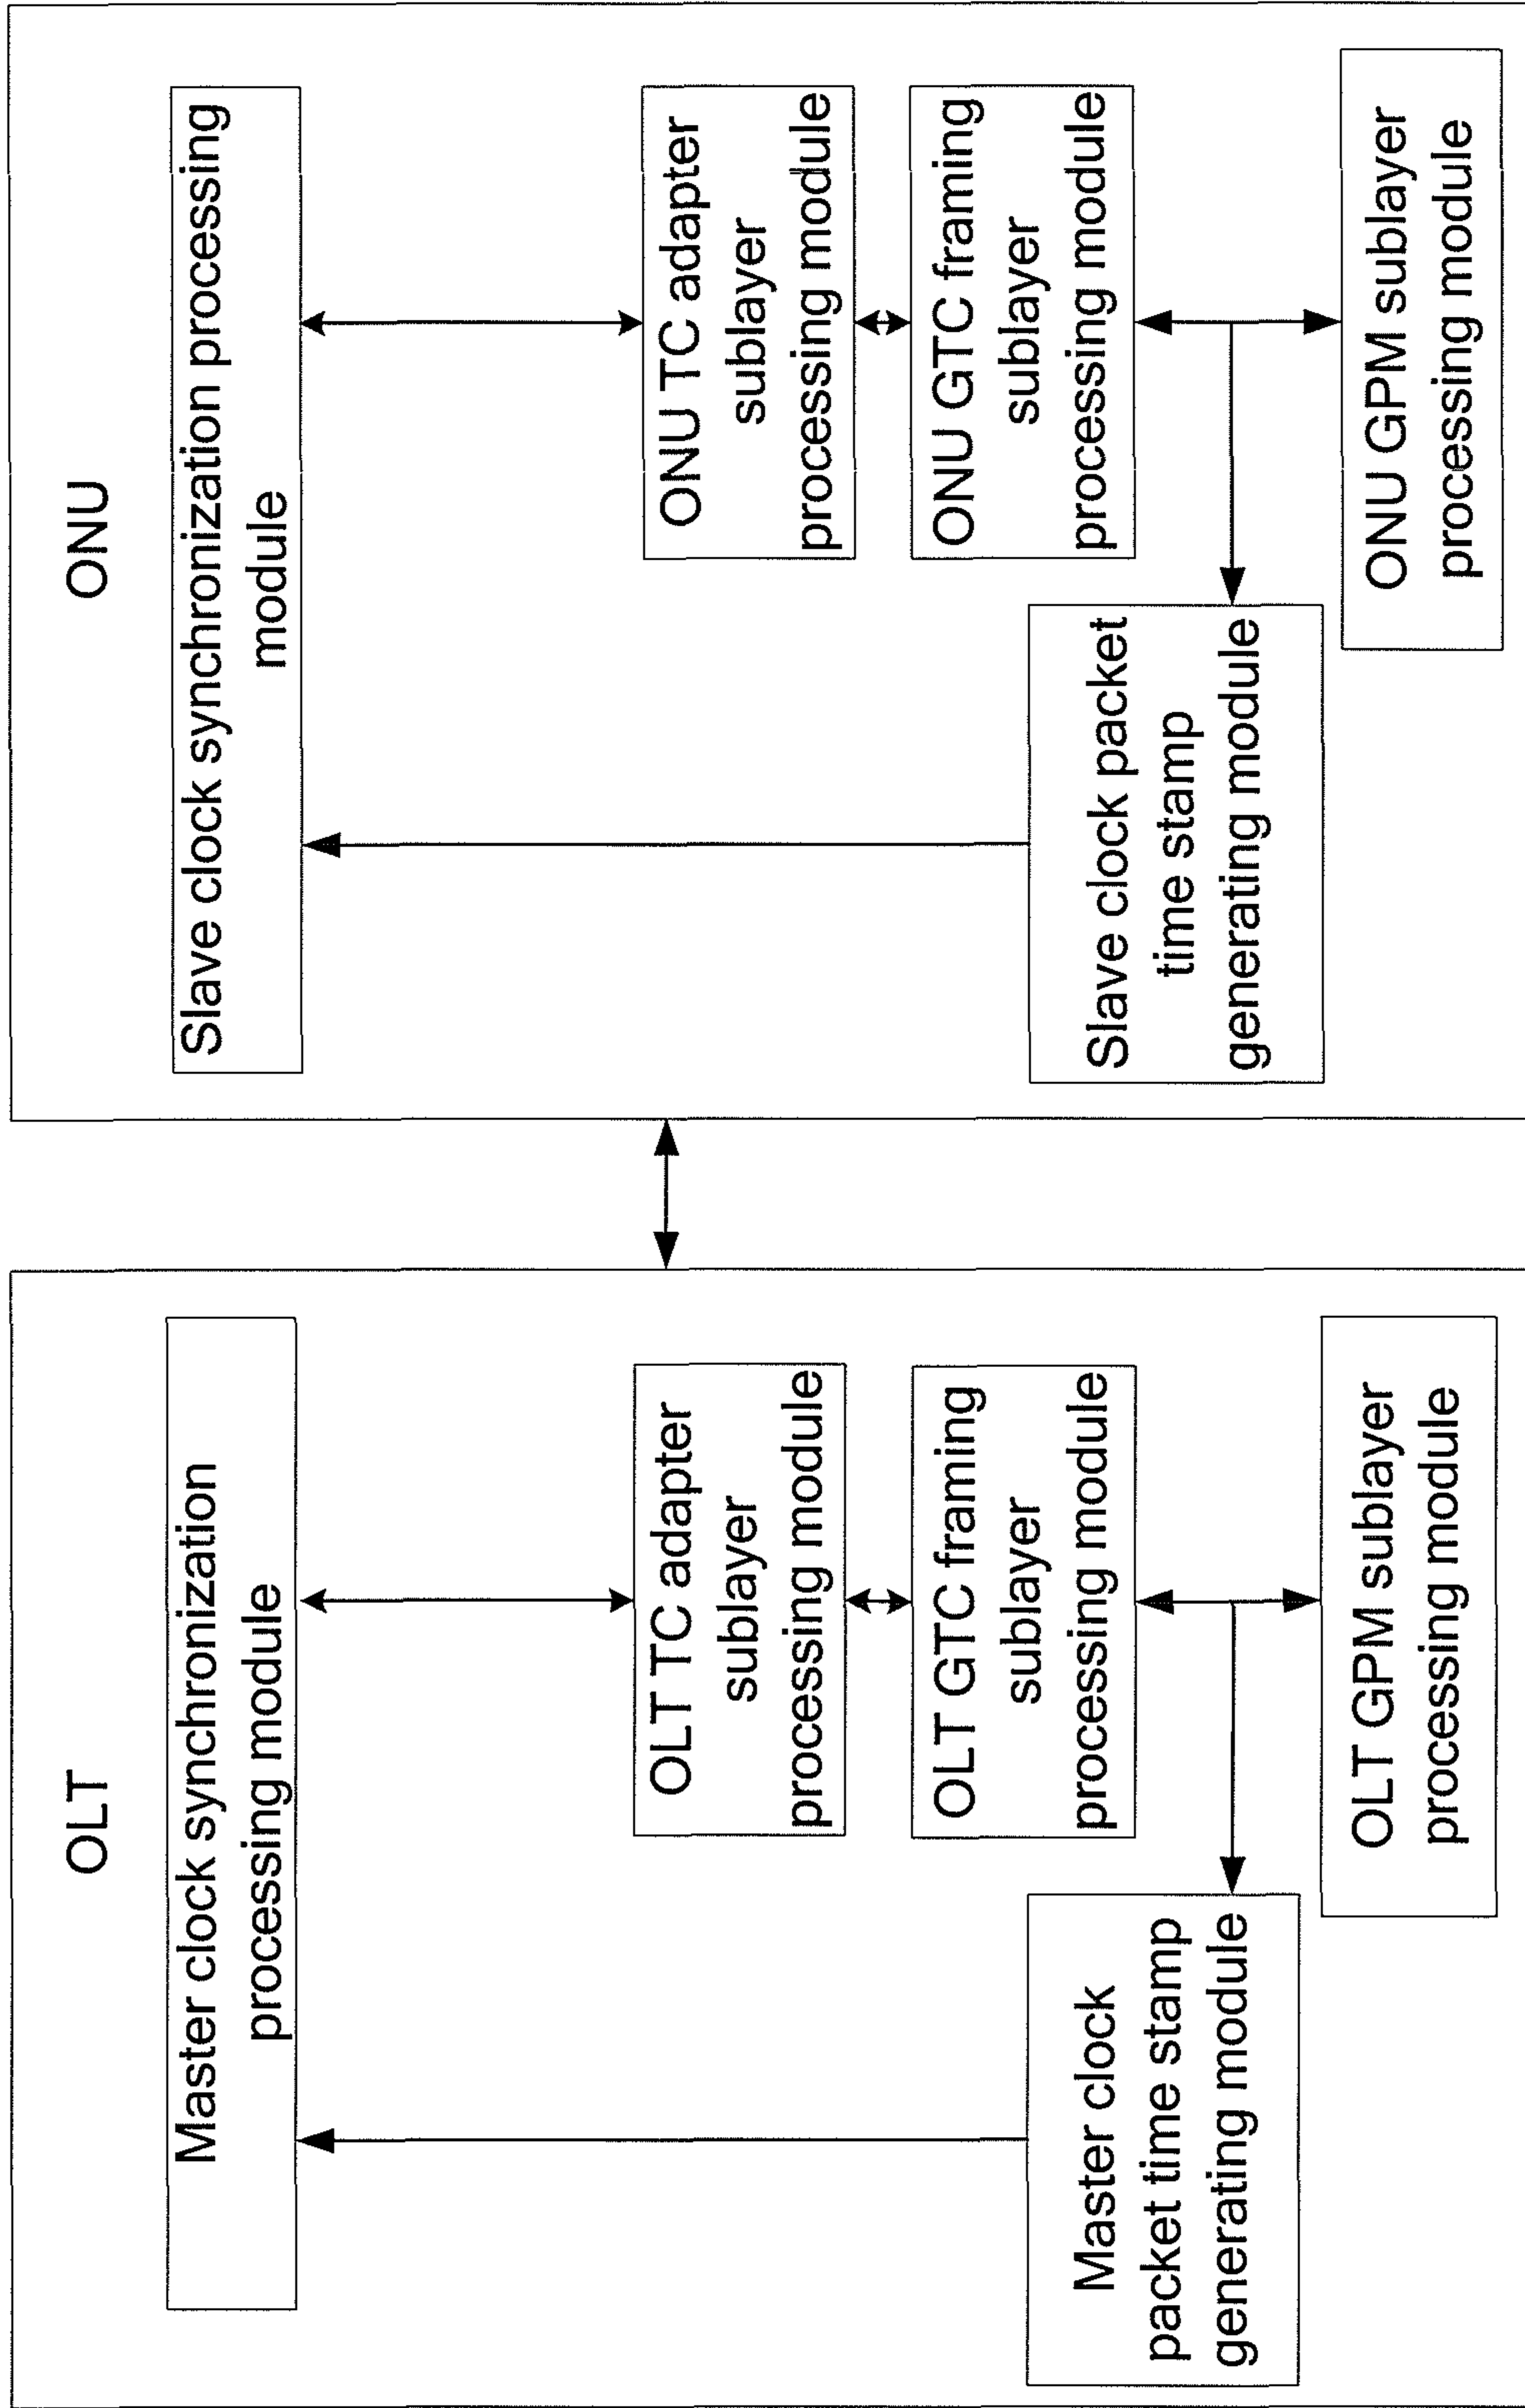 OLT
Master clock synchronization
processing module
OLT TC adapter
sublayer
processing module
OLT GTC framing
sublayer
processing module
Master clock
packet time stamp
generating module
OLT GPM sublayer
processing module
ONU
Slave clock synchronization processing
module
ONU TC adapter
sublayer
processing module
ONU GTC framing
sublayer
processing module
Slave clock packet
time stamp
generating module
ONU GPM sublayer
processing module